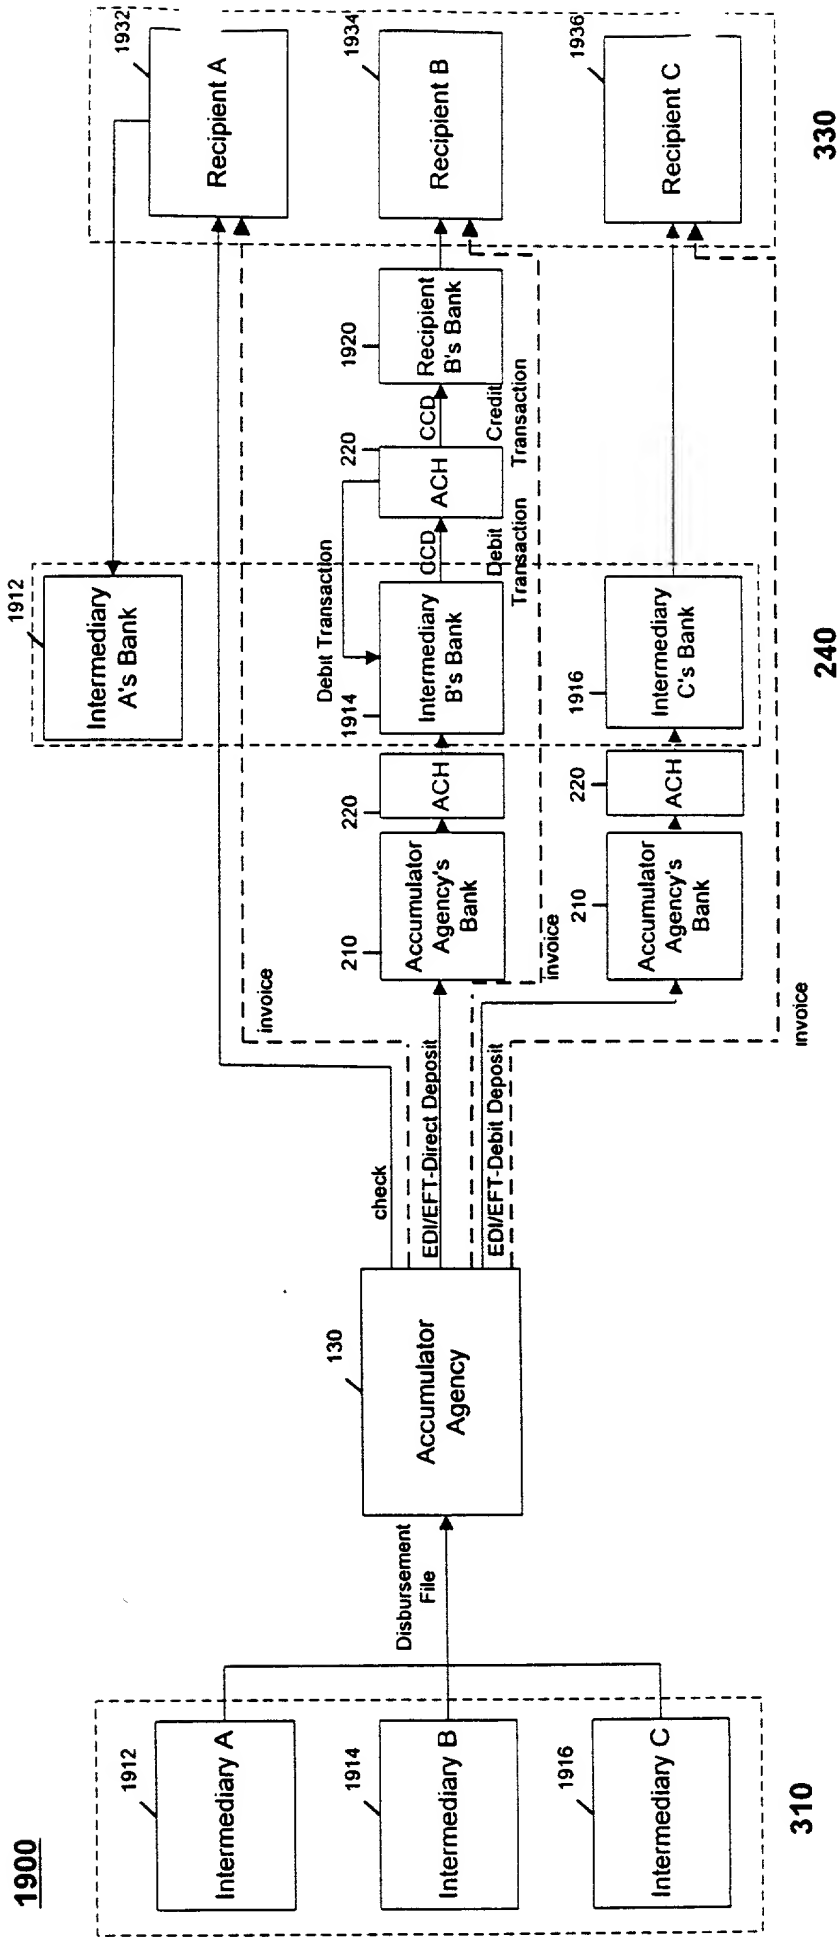 1900
1912
Intermediary A
1914
Intermediary B
1916
Intermediary C
310
Disbursement
File
130
Accumulator
Agency
check
invoice
EDI/EFT-Direct Deposit
EDI/EFT-Debit Deposit
invoice
invoice
210
Accumulator
Agency's
Bank
220
ACH
210
Accumulator
Agency's
Bank
220
ACH
1912
Intermediary
A's Bank
1914
Intermediary
B's Bank
1916
Intermediary
C's Bank
240
Debit Transaction
CCD
Debit
Transaction
220
ACH
CCD
Credit
Transaction
1920
Recipient
B's Bank
1932
Recipient A
1934
Recipient B
1936
Recipient C
330